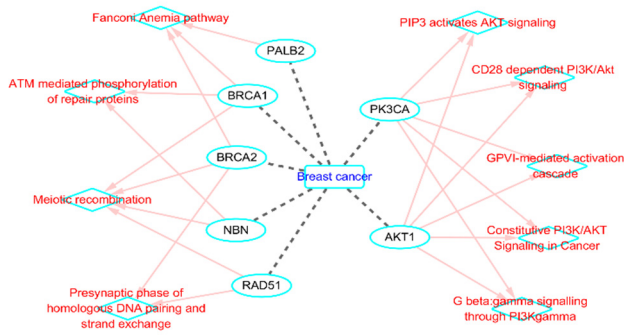 Fanconi Anemia pathway
PIP3 activates AKT signaling
PALB2
CD28 dependent PI3K/Akt
signaling
ATM mediated phosphorylation
of repair proteins
BRCA1
PK3CA
BRCA2
GPVI-mediated activation
cascade
Breast cancer
Meiotic recombination
NBN
AKT1
Constitutive PI3K/AKT
Signaling in Cancer
RAD51
Presynaptic phase of
homologous DNA pairing and
strand exchange
G beta:gamma signalling
through PI3Kgamma